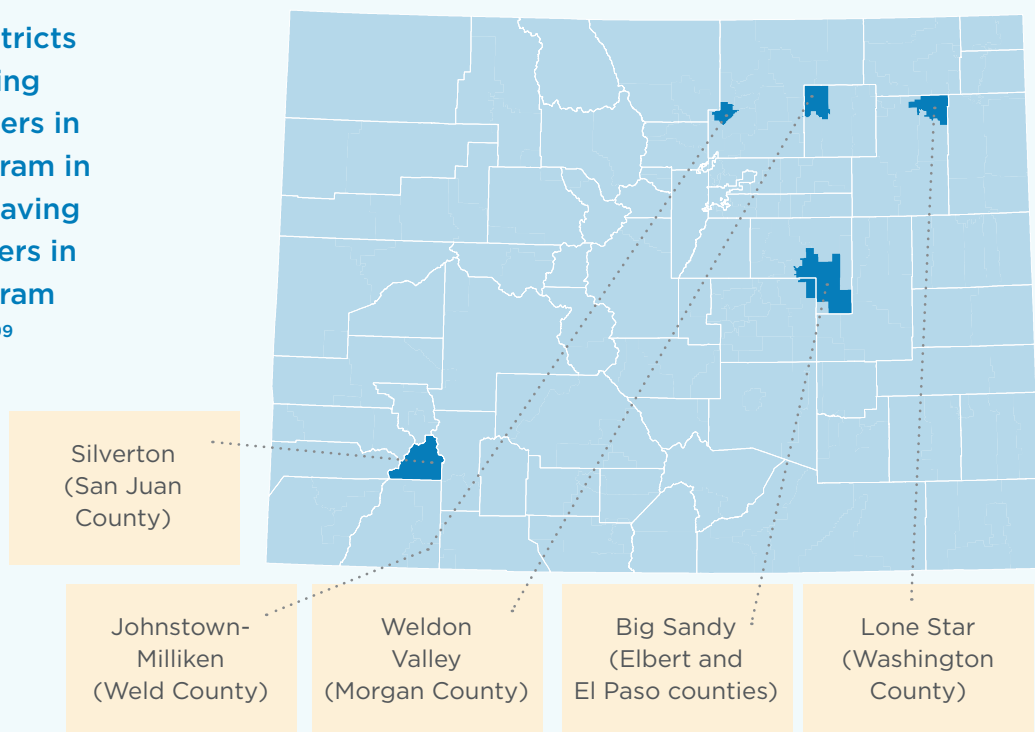 tricts
ing
ers in
ram in
aving
ers in
ram
99
Silverton
(San Juan
County)
Johnstown-
Milliken
(Weld County)
Weldon
Valley
(Morgan County)
Big Sandy
(Elbert and
El Paso counties)
Lone Star
(Washington
County)